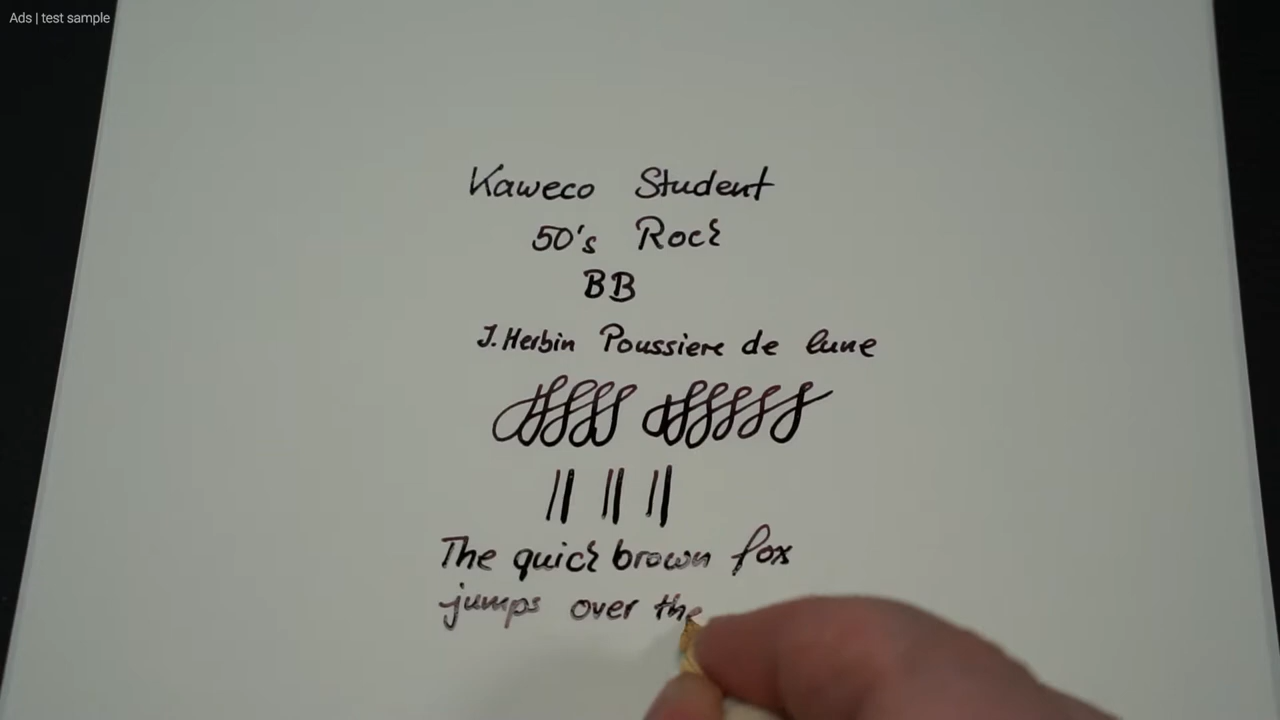 Ads | test sample
Kaweco Student
50's Rock
BB
J. Herbin Poussiere de lune
The quick brown fox
jumps over the